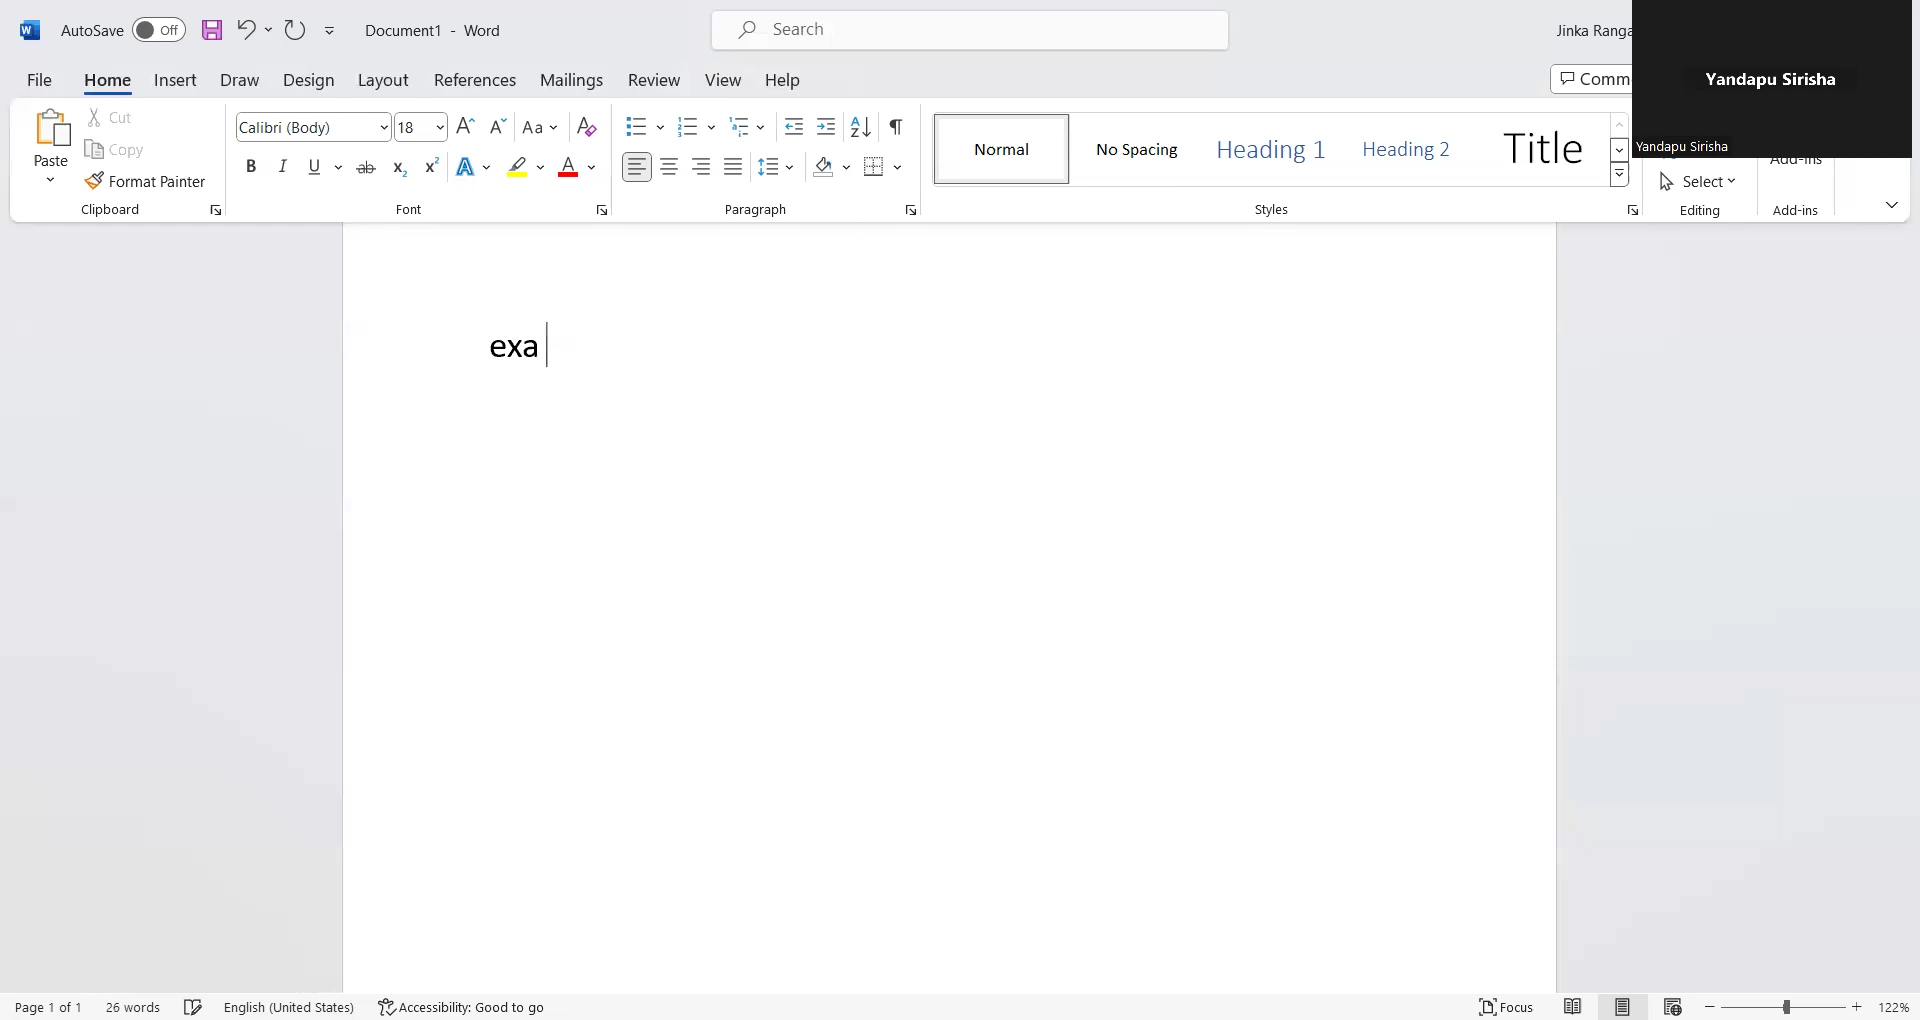 AutoSave Off Document1 - Word Search Jinka Ranga
File Home Insert Draw Design Layout References Mailings Review View Help Comm
Yandapu Sirisha
Yandapu Sirisha
Paste Cut Copy Format Painter
Calibri (Body) 18 Aa
B I U ab x₂ x² A A
Normal No Spacing Heading 1 Heading 2 Title
Select
Clipboard Font Paragraph Styles Editing Add-ins
exa
Page 1 of 1 26 words English (United States) Accessibility: Good to go Focus 122%